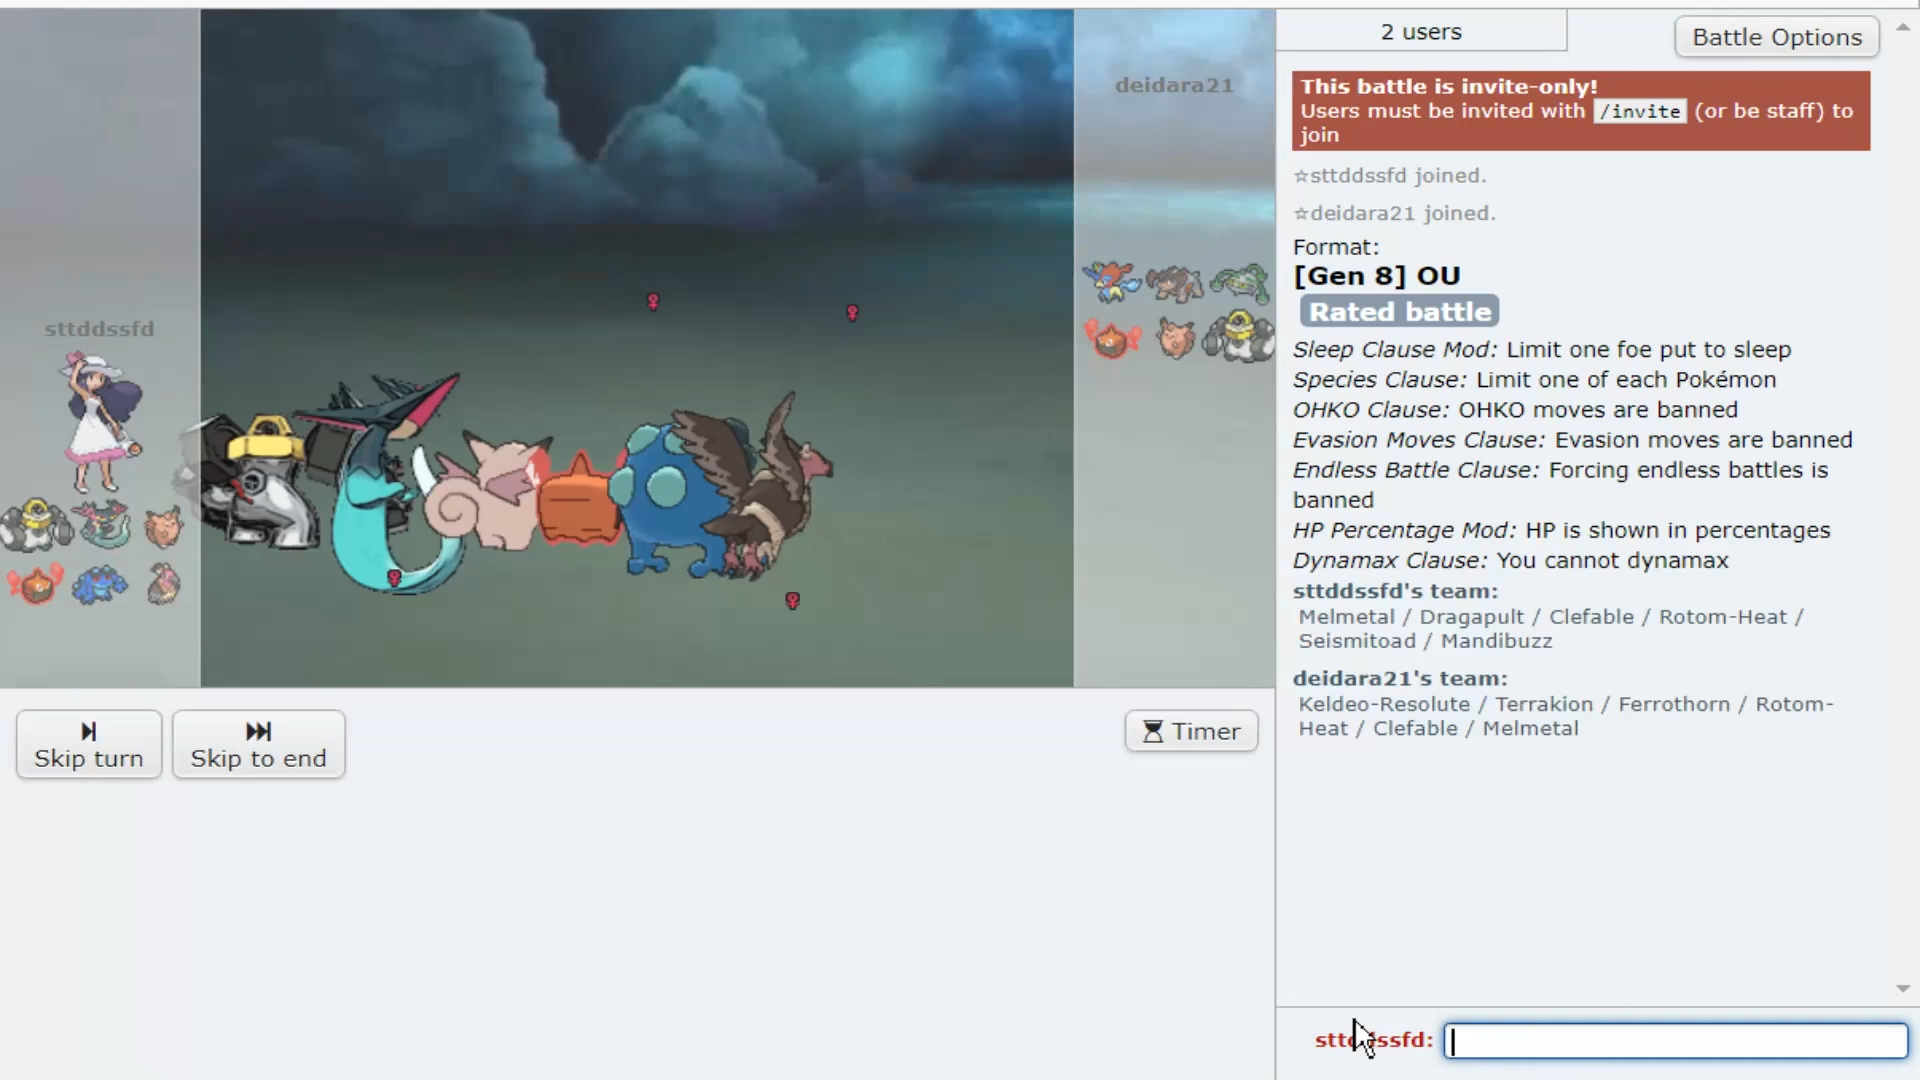 sttddssfd
deidara21
Skip turn
Skip to end
Timer
2 users
Battle Options
This battle is invite-only!
Users must be invited with /invite (or be staff) to
join
☆sttddssfd joined.
☆deidara21 joined.
Format:
[Gen 8] OU
Rated battle
Sleep Clause Mod: Limit one foe put to sleep
Species Clause: Limit one of each Pokémon
OHKO Clause: OHKO moves are banned
Evasion Moves Clause: Evasion moves are banned
Endless Battle Clause: Forcing endless battles is
banned
HP Percentage Mod: HP is shown in percentages
Dynamax Clause: You cannot dynamax
sttddssfd's team:
Melmetal / Dragapult / Clefable / Rotom-Heat /
Seismitoad / Mandibuzz
deidara21's team:
Keldeo-Resolute / Terrakion / Ferrothorn / Rotom-
Heat / Clefable / Melmetal
sttddssfd: